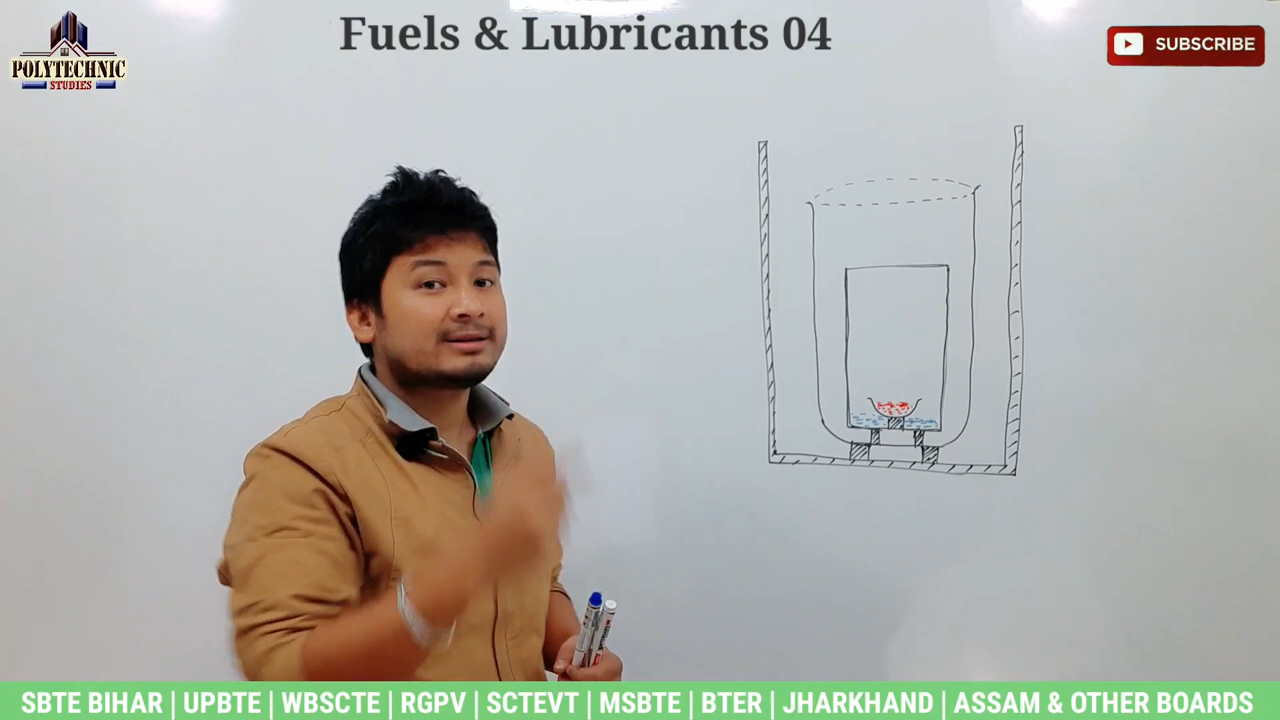 Fuels & Lubricants 04
POLYTECHNIC
STUDIES
SUBSCRIBE
SBTE BIHAR | UPBTE | WBSCTE | RGPV | SCTEVT | MSBTE | BTER | JHARKHAND | ASSAM & OTHER BOARDS